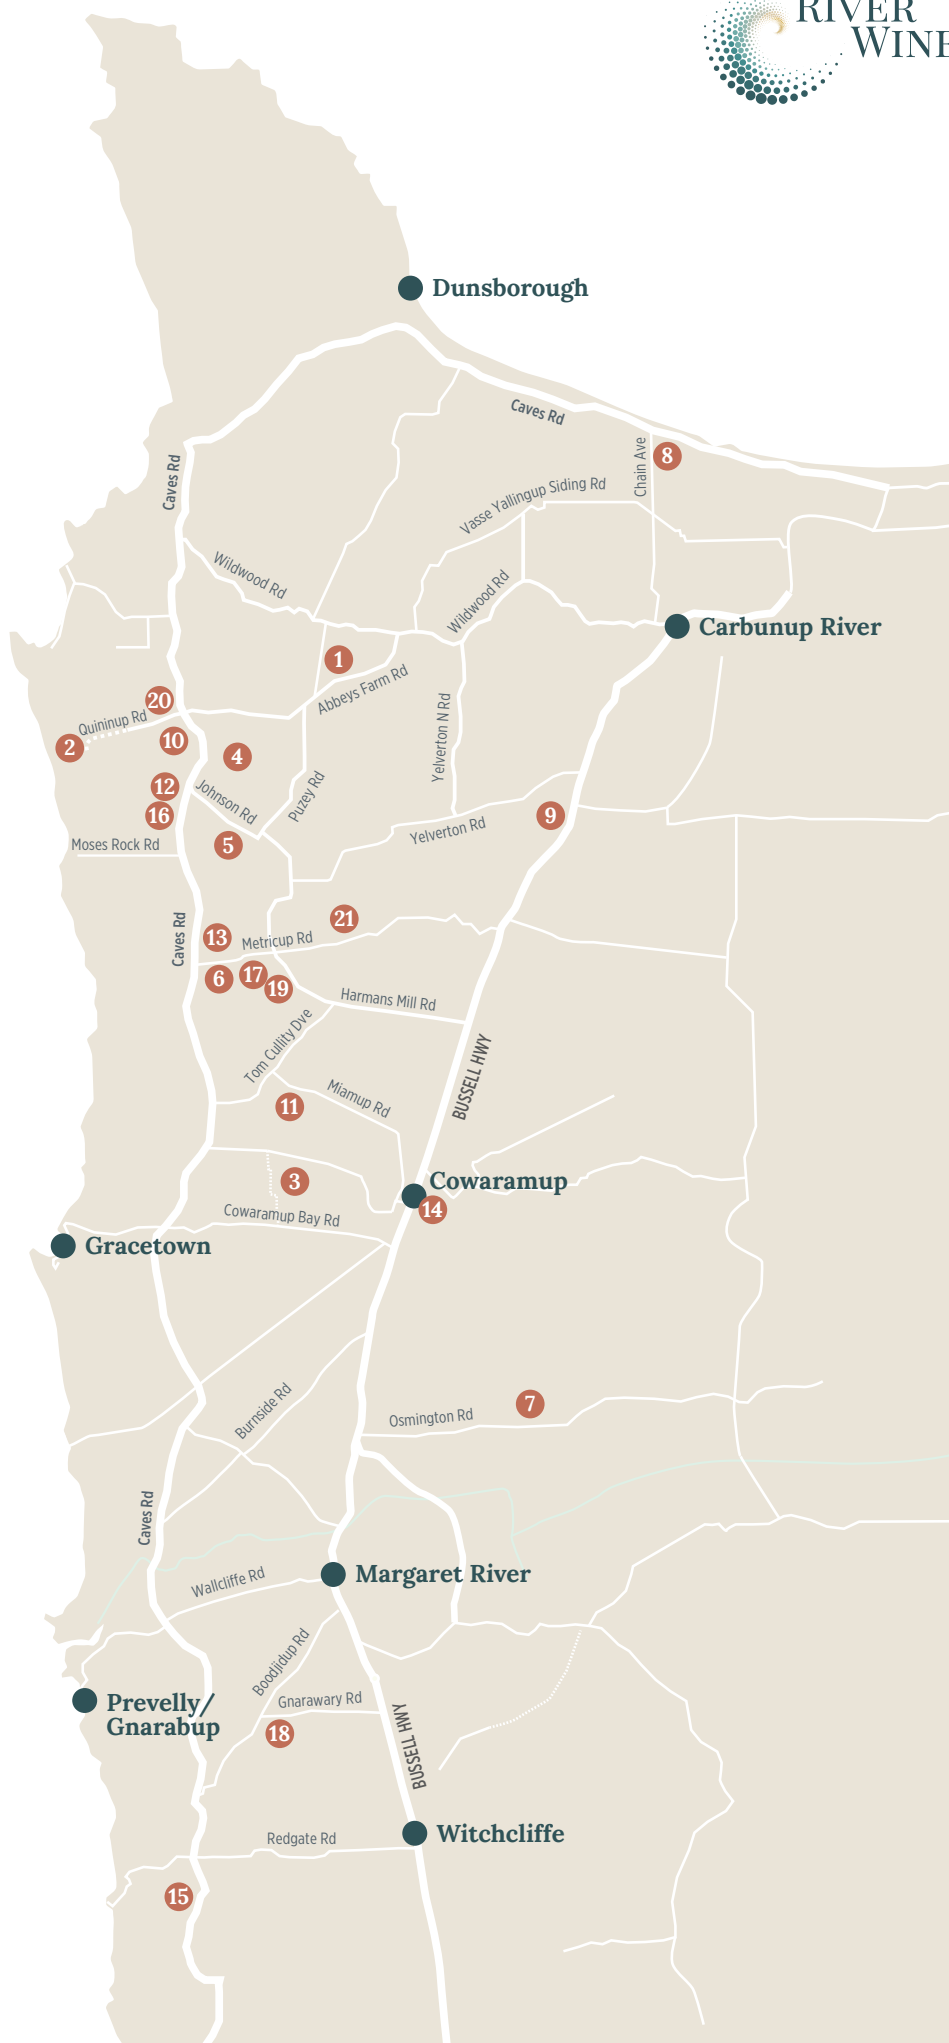 RIVER
WINE
Dunsborough
Caves Rd
Chain Ave
8
Caves Rd
Vasse Yallingup Siding Rd
Wildwood Rd
Wildwood Rd
Carbunup River
1
Abbeys Farm Rd
20
Quininup Rd
2
10
4
Yelverton N Rd
12
Johnson Rd
Puzey Rd
16
9
Yelverton Rd
Moses Rock Rd
5
21
Caves Rd
13
Metricup Rd
6
17
19
Harmans Mill Rd
Tom Cullity Dve
BUSSELL HWY
Miamup Rd
11
3
Cowaramup
14
Cowaramup Bay Rd
Gracetown
Burnside Rd
7
Osmington Rd
Caves Rd
Margaret River
Wallcliffe Rd
Boodjidup Rd
Prevelly/
Gnarabup
Gnarawary Rd
18
BUSSELL HWY
Witchcliffe
Redgate Rd
15